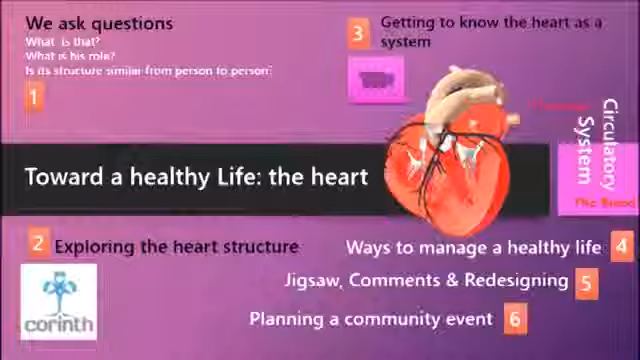 We ask questions
What is that?
What is his role?
Is its structure similar from person to person?
1
3
Getting to know the heart as a
system
Circulatory
System
The Blood
Toward a healthy Life: the heart
2
Exploring the heart structure
Ways to manage a healthy life
4
Jigsaw, Comments & Redesigning
5
Planning a community event
6
corinth